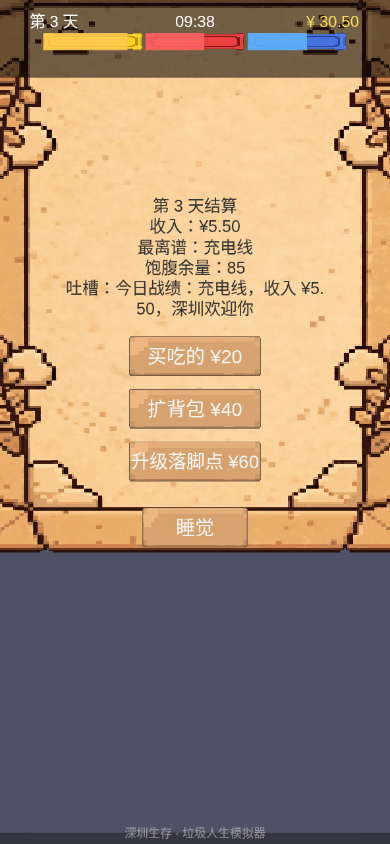 第 3 天 09:38 ¥ 30.50
第 3 天结算
收入：¥5.50
最离谱：充电线
饱腹余量：85
吐槽：今日战绩：充电线，收入 ¥5.
50，深圳欢迎你
买吃的 ¥20
扩背包 ¥40
升级落脚点 ¥60
睡觉
深圳生存 · 垃圾人生模拟器